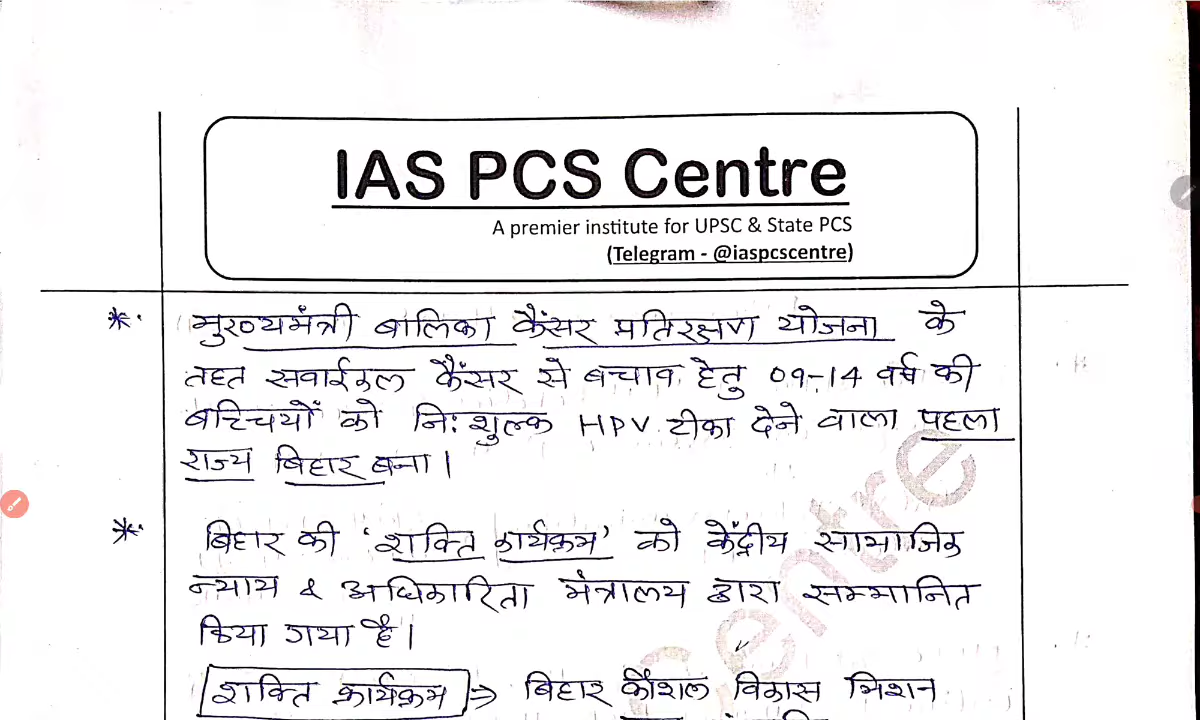 IAS PCS Centre
A premier institute for UPSC & State PCS
(Telegram - @iaspcscentre)
* मुख्यमंत्री बालिका कैंसर प्रतिरक्षण योजना के
तहत सर्वाईकल कैंसर से बचाव हेतु 09-14 वर्ष की
बच्चियों को नि:शुल्क HPV टीका देने वाला पहला
राज्य बिहार बना।
* बिहार की 'शक्ति कार्यक्रम' को केंद्रीय सामाजिक
न्याय & अधिकारिता मंत्रालय द्वारा सम्मानित
किया गया है।
शक्ति कार्यक्रम ⇒ बिहार कौशल विकास मिशन
Centre